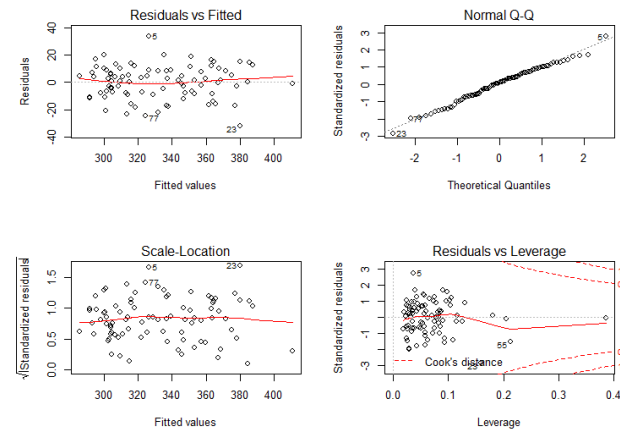 Residuals vs Fitted
Residuals
40
20
0
-20
-40
5
77
23
300 320 340 360 380 400
Fitted values
Normal Q-Q
Standardized residuals
3
2
1
0
-1
-3
5
77
23
-2 -1 0 1 2
Theoretical Quantiles
Scale-Location
√|Standardized residuals|
1.5
1.0
0.5
0.0
5
77
23
300 320 340 360 380 400
Fitted values
Residuals vs Leverage
Standardized residuals
3
2
1
0
-1
-3
5
55
23
Cook's distance
0.0 0.1 0.2 0.3 0.4
Leverage